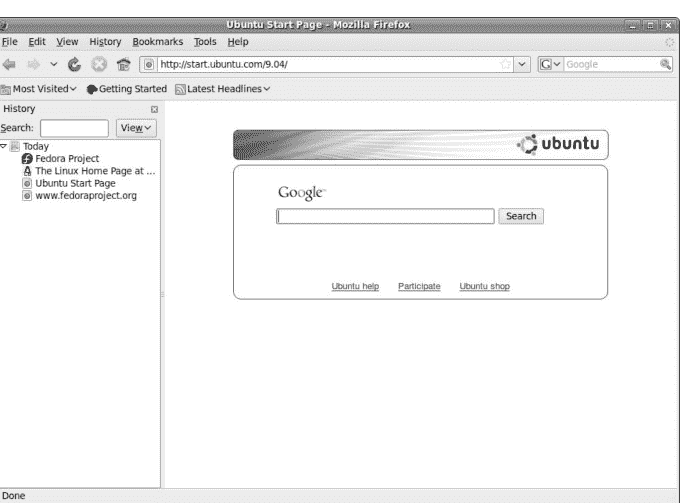 Ubuntu Start Page - Mozilla Firefox
File Edit View History Bookmarks Tools Help
http://start.ubuntu.com/9.04/
G Google
Most Visited Getting Started Latest Headlines
History
Search: View
Today
Fedora Project
The Linux Home Page at ...
Ubuntu Start Page
www.fedoraproject.org
ubuntu
Google™
Search
Ubuntu help Participate Ubuntu shop
Done